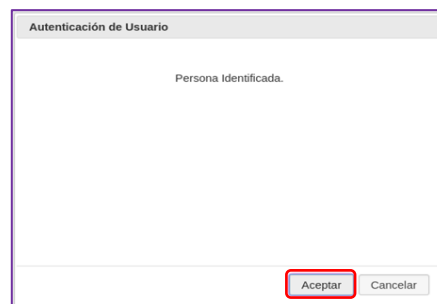 Autenticación de Usuario
Persona Identificada.
Aceptar Cancelar